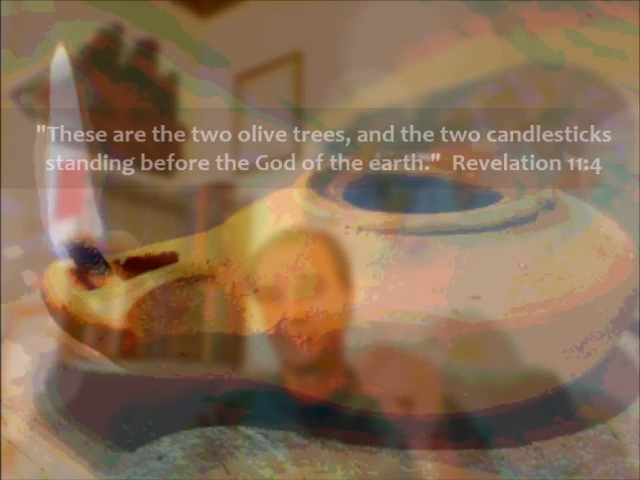 "These are the two olive trees, and the two candlesticks
standing before the God of the earth." Revelation 11:4